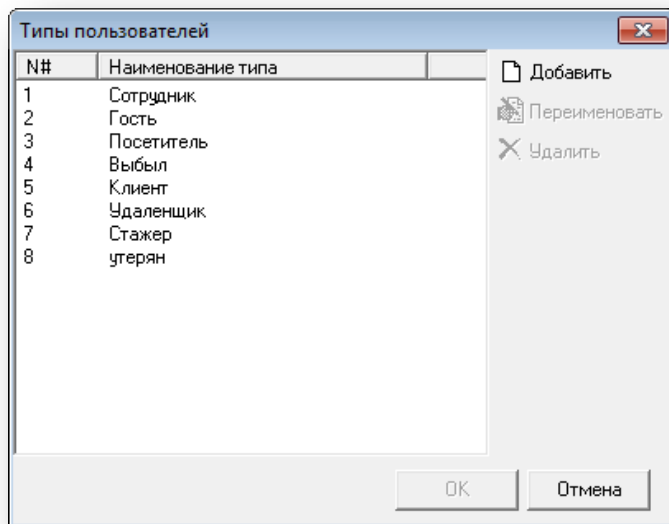 Типы пользователей
N# Наименование типа
1 Сотрудник
2 Гость
3 Посетитель
4 Выбыл
5 Клиент
6 Удаленщик
7 Стажер
8 утерян
Добавить
Переименовать
Удалить
OK Отмена